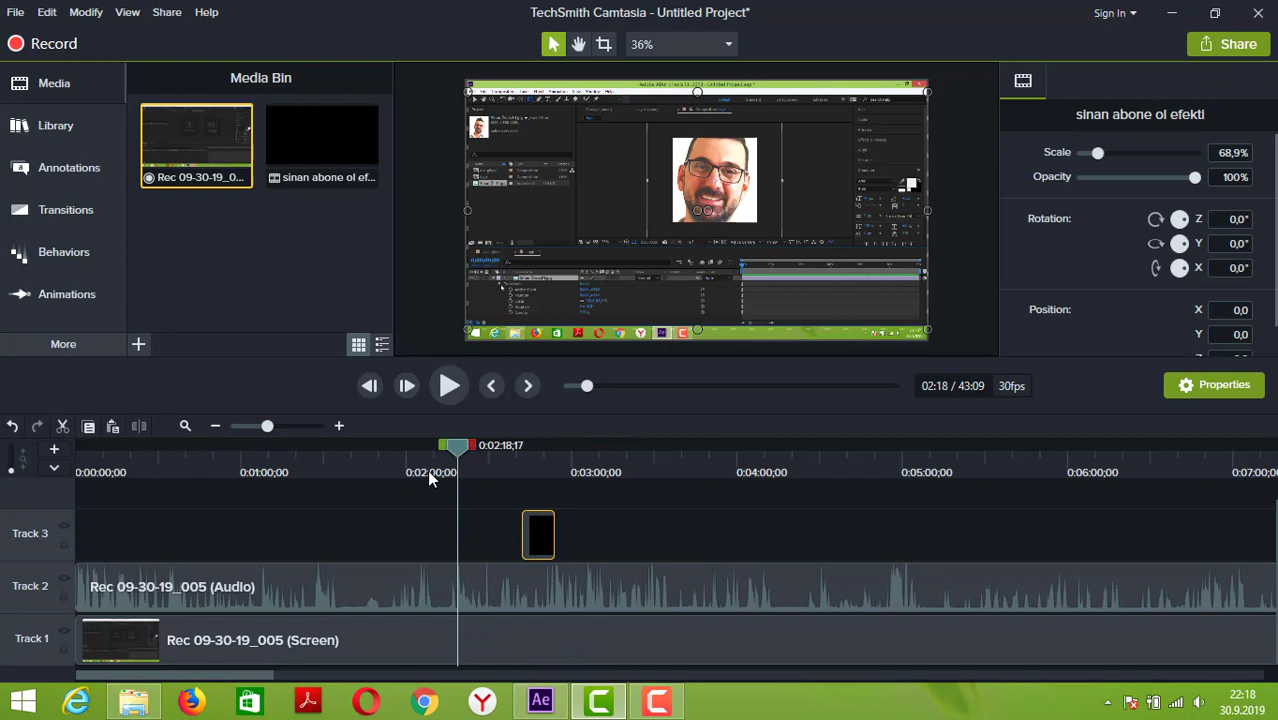 File Edit Modify View Share Help
TechSmith Camtasia - Untitled Project*
Sign In
Record
36%
Share
Media
Library
Annotations
Transitions
Behaviors
Animations
More
Media Bin
Rec 09-30-19_0...
sinan abone ol ef...
sinan abone ol efekti
Scale 68,9%
Opacity 100%
Rotation: Z 0,0°
Y 0,0°
X 0,0°
Position: X 0,0
Y 0,0
02:18 / 43:09 30fps
Properties
0:02:18;17
0:00:00;00 0:01:00;00 0:02:00;00 0:03:00;00 0:04:00;00 0:05:00;00 0:06:00;00 0:07:00;0
Track 3
Track 2
Rec 09-30-19_005 (Audio)
Track 1
Rec 09-30-19_005 (Screen)
Ae
22:18
30.9.2019